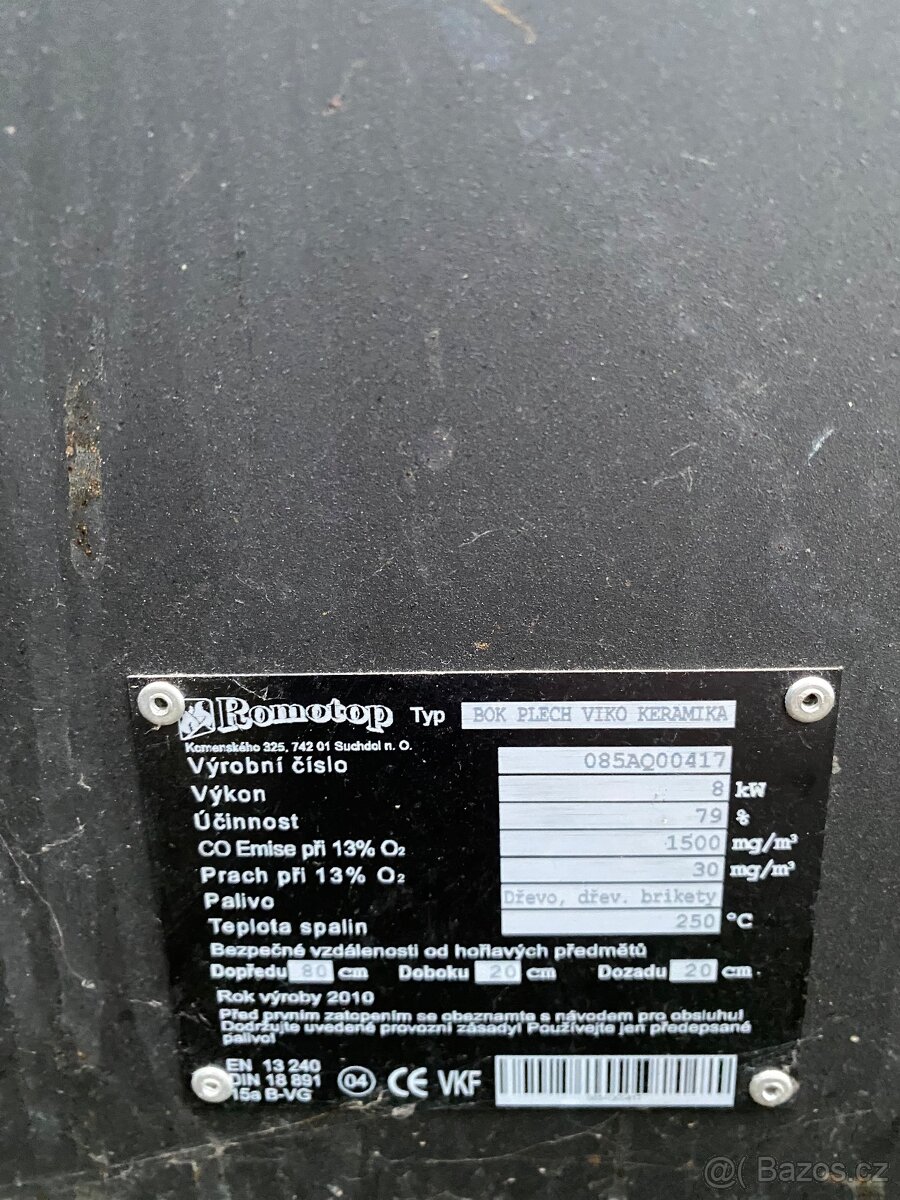 Romotop Typ BOK PLECH VIKO KERAMIKA
Komenského 325, 742 01 Suchdol n. O.
Výrobní číslo 085AQ00417
Výkon 8 kW
Účinnost 79 %
CO Emise při 13% O₂ 1500 mg/m³
Prach při 13% O₂ 30 mg/m³
Palivo Dřevo, dřev. brikety
Teplota spalin 250 °C
Bezpečné vzdálenosti od hořlavých předmětů
Dopředu 80 cm Doboku 20 cm Dozadu 20 cm
Rok výroby 2010
Před prvním zatopením se obeznamte s návodem pro obsluhu!
Dodržujte uvedené provozní zásady! Používejte jen předepsané
palivo!
EN 13 240
DIN 18 891
15a B-VG 04 CE VKF
@( Bazos.cz